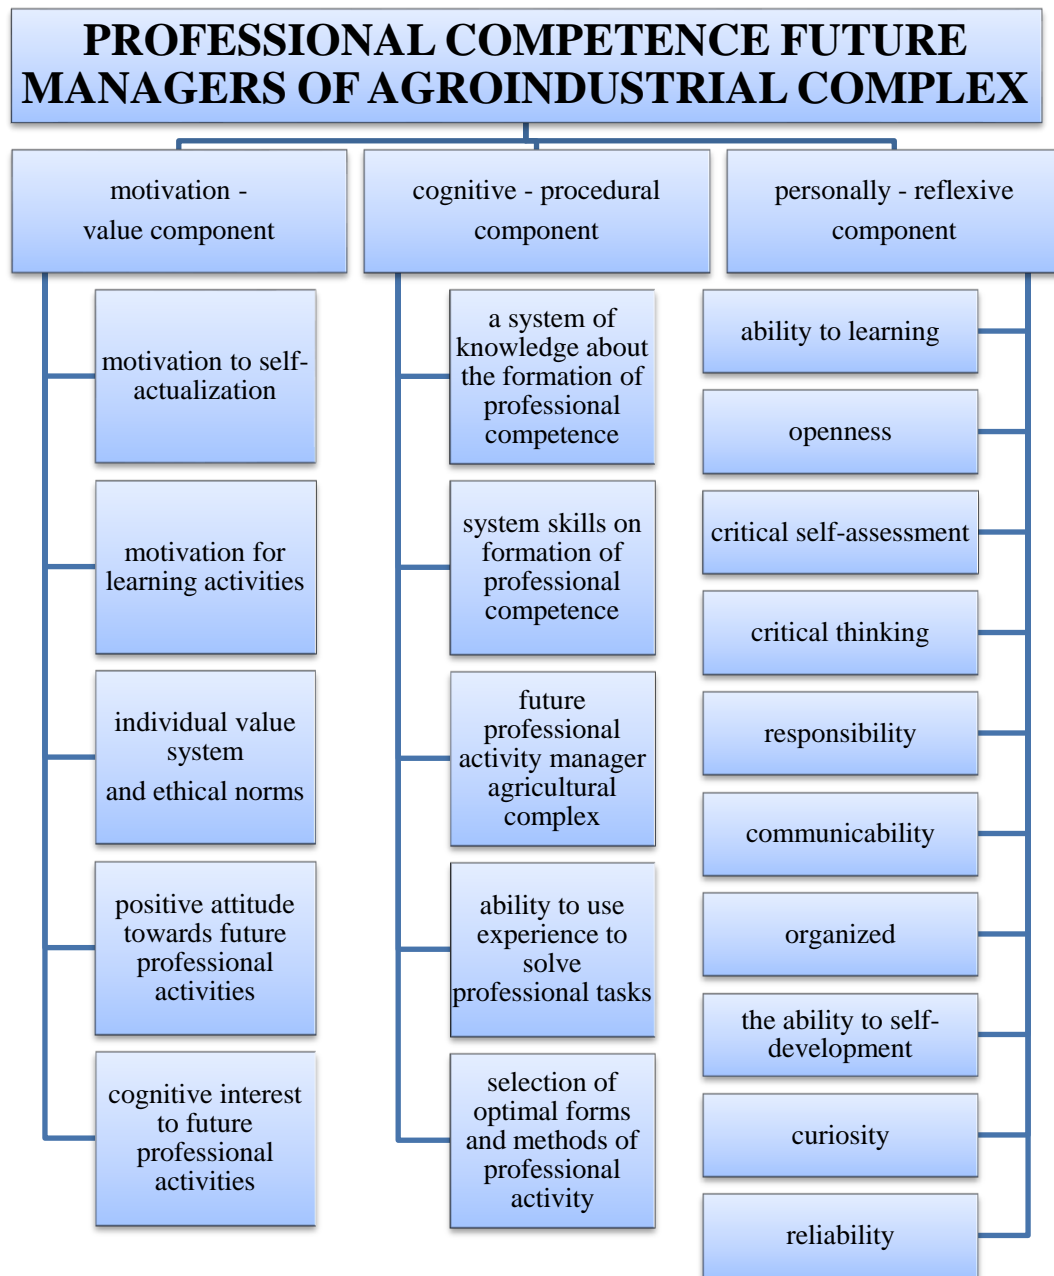 PROFESSIONAL COMPETENCE FUTURE
MANAGERS OF AGROINDUSTRIAL COMPLEX
motivation -
value component
motivation to self-
actualization
motivation for
learning activities
individual value
system
and ethical norms
positive attitude
towards future
professional
activities
cognitive interest
to future
professional
activities
cognitive - procedural
component
a system of
knowledge about
the formation of
professional
competence
system skills on
formation of
professional
competence
future
professional
activity manager
agricultural
complex
ability to use
experience to
solve
professional tasks
selection of
optimal forms
and methods of
professional
activity
personally - reflexive
component
ability to learning
openness
critical self-assessment
critical thinking
responsibility
communicability
organized
the ability to self-
development
curiosity
reliability